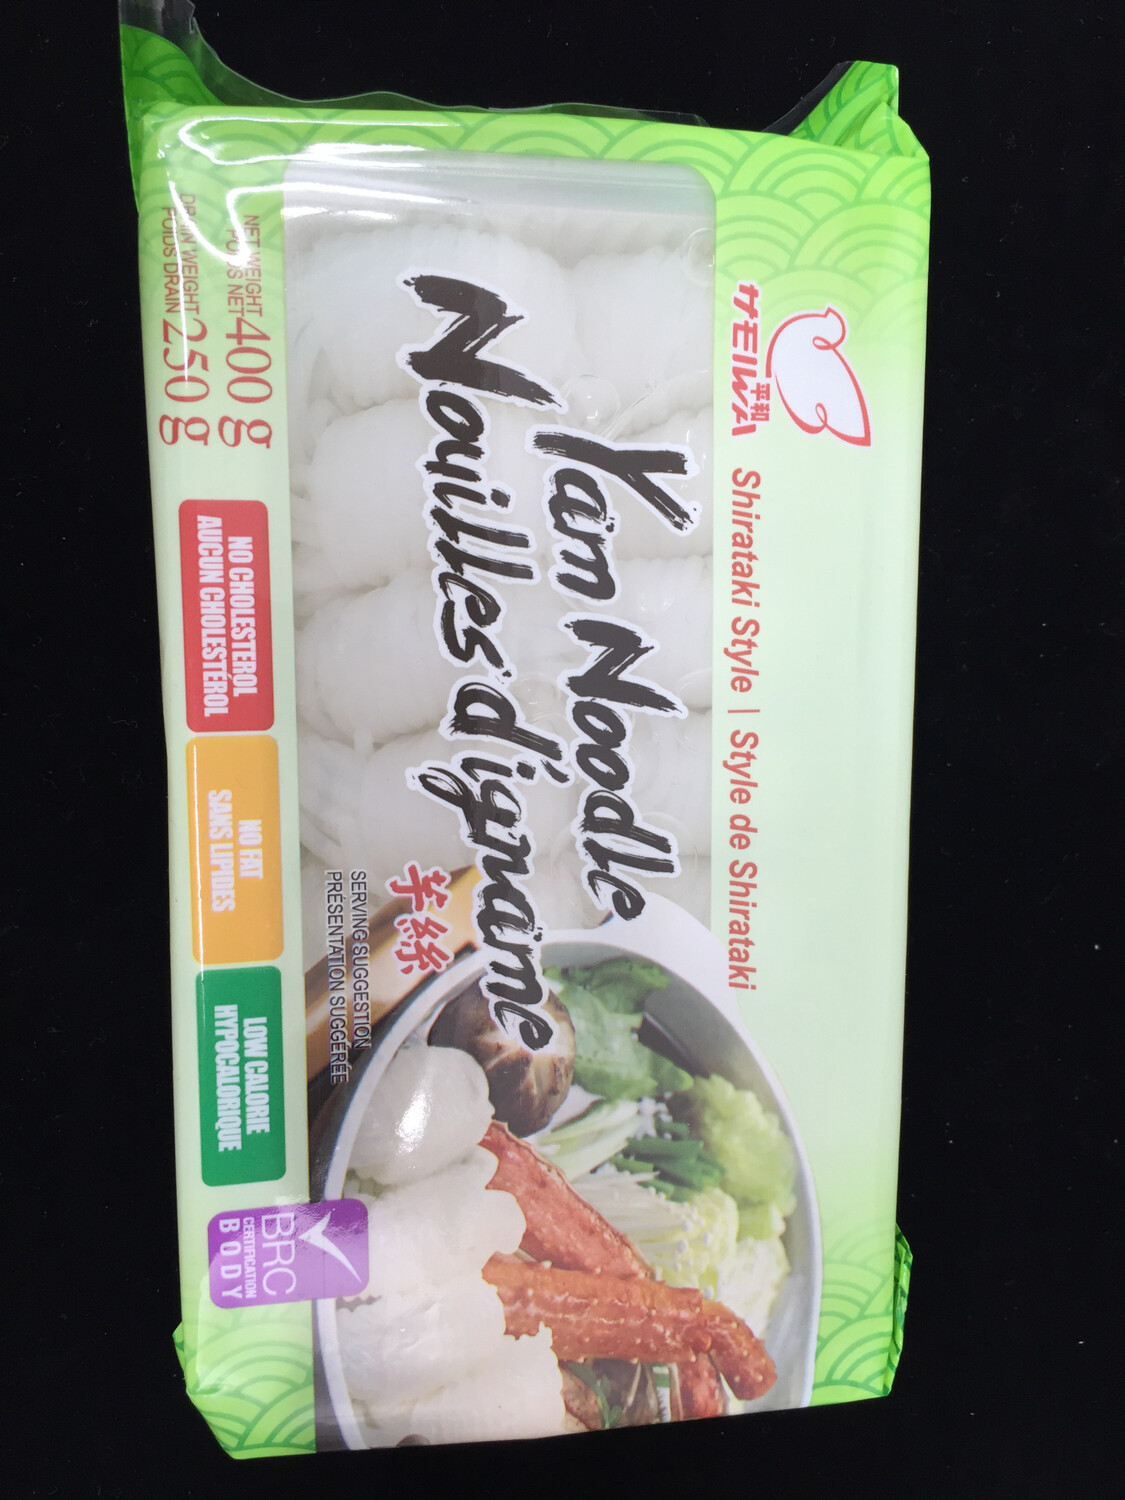 平和
HEIWA
Shirataki Style | Style de Shirataki
Yam Noodle
Nouilles d'igname
芋絲
SERVING SUGGESTION
PRÉSENTATION SUGGÉRÉE
NET WEIGHT
POIDS NET 400 g
DRAIN WEIGHT
POIDS DRAIN 250 g
NO CHOLESTEROL
AUCUN CHOLESTÉROL
NO FAT
SANS LIPIDES
LOW CALORIE
HYPOCALORIQUE
BRC
CERTIFICATION
BODY